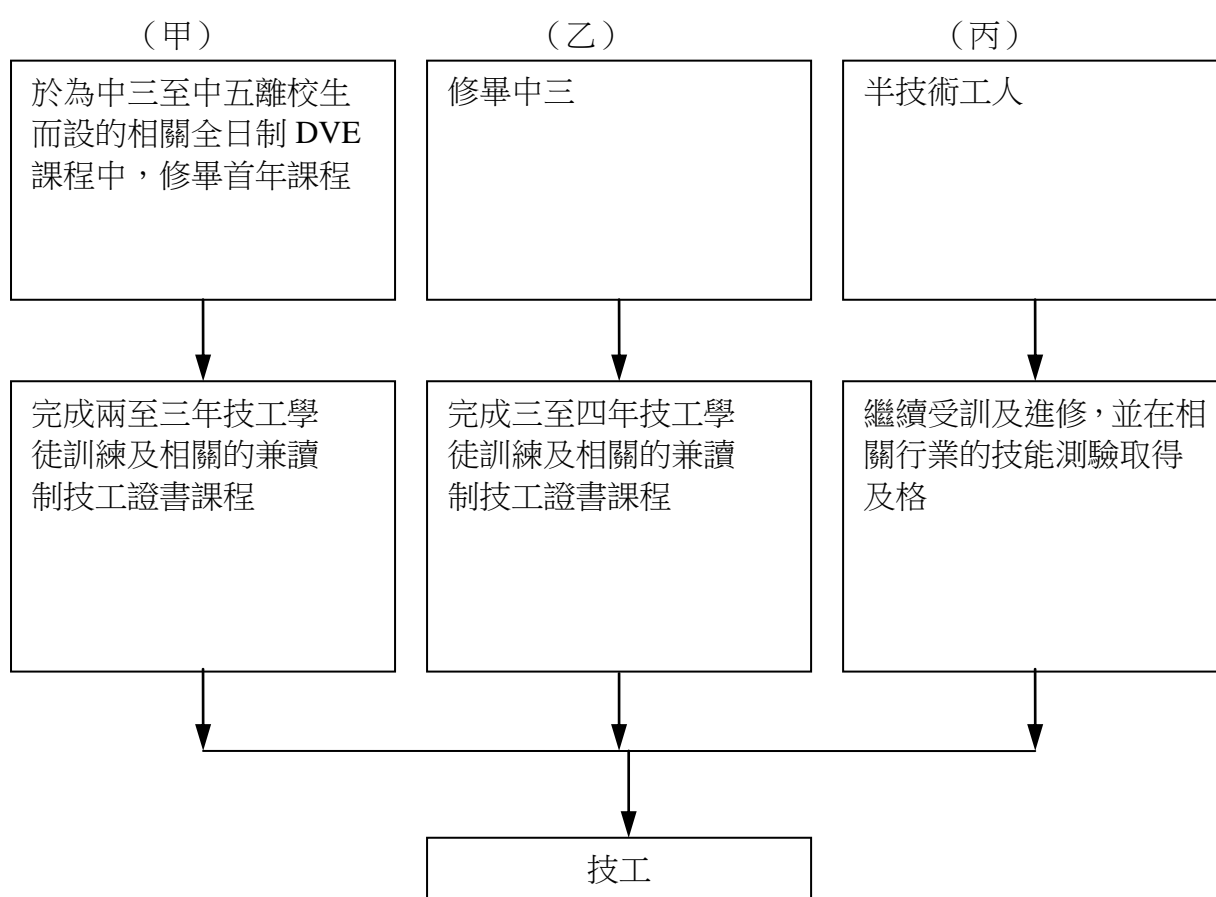 （甲）
於為中三至中五離校生
而設的相關全日制 DVE
課程中，修畢首年課程
（乙）
修畢中三
（丙）
半技術工人
完成兩至三年技工學
徒訓練及相關的兼讀
制技工證書課程
完成三至四年技工學
徒訓練及相關的兼讀
制技工證書課程
繼續受訓及進修，並在相
關行業的技能測驗取得
及格
技工